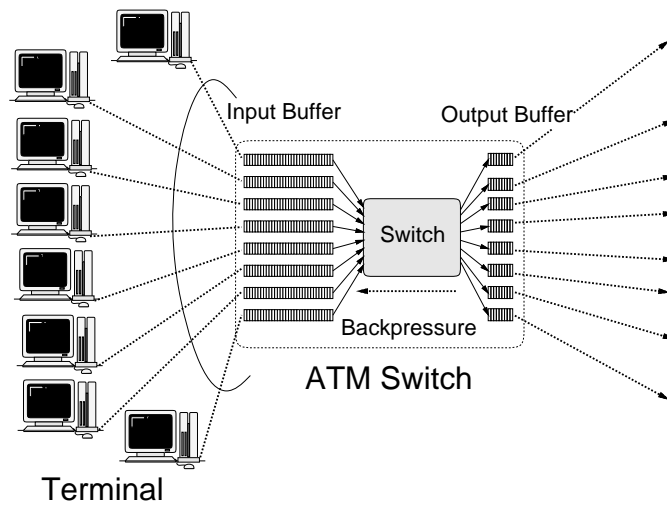 Input Buffer
Output Buffer
Switch
Backpressure
ATM Switch
Terminal